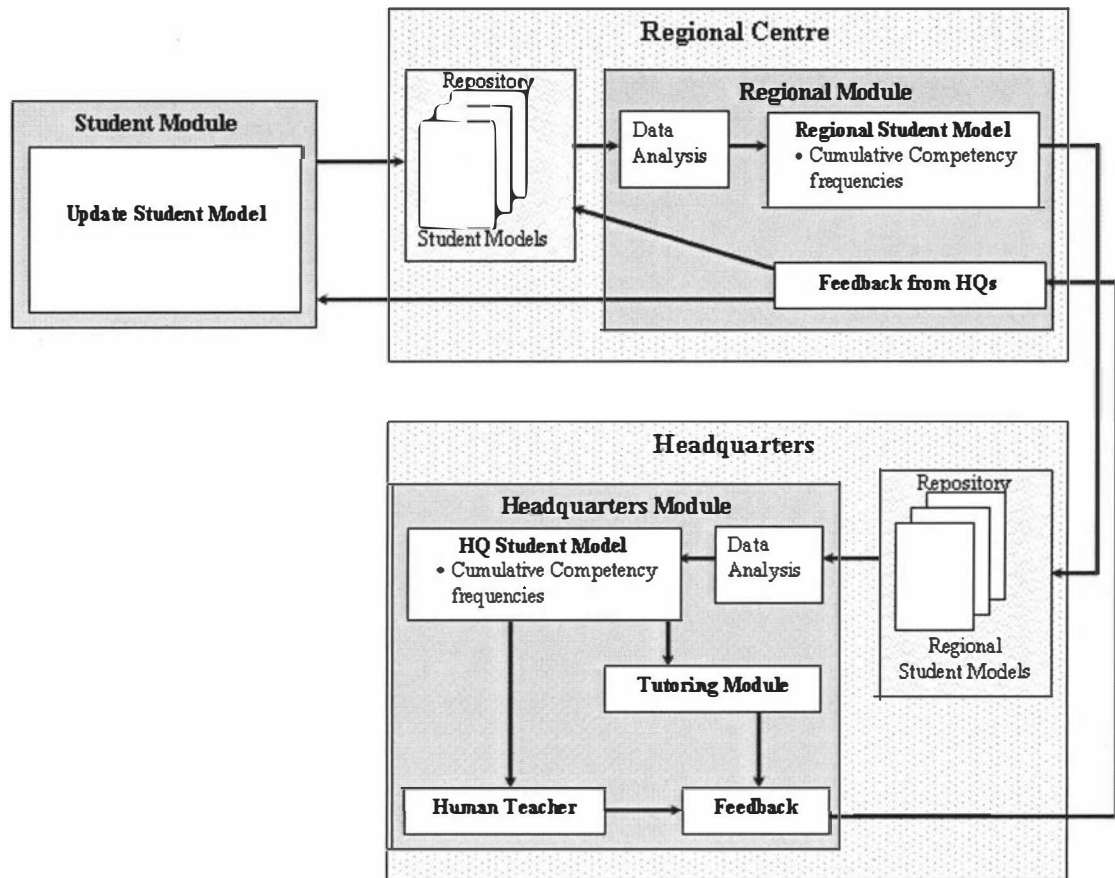 Regional Centre
Repository
Student Models
Regional Module
Data
Analysis
Regional Student Model
• Cumulative Competency
frequencies
Feedback from HQs
Student Module
Update Student Model
Headquarters
Headquarters Module
HQ Student Model
• Cumulative Competency
frequencies
Data
Analysis
Repository
Regional
Student Models
Tutoring Module
Human Teacher
Feedback